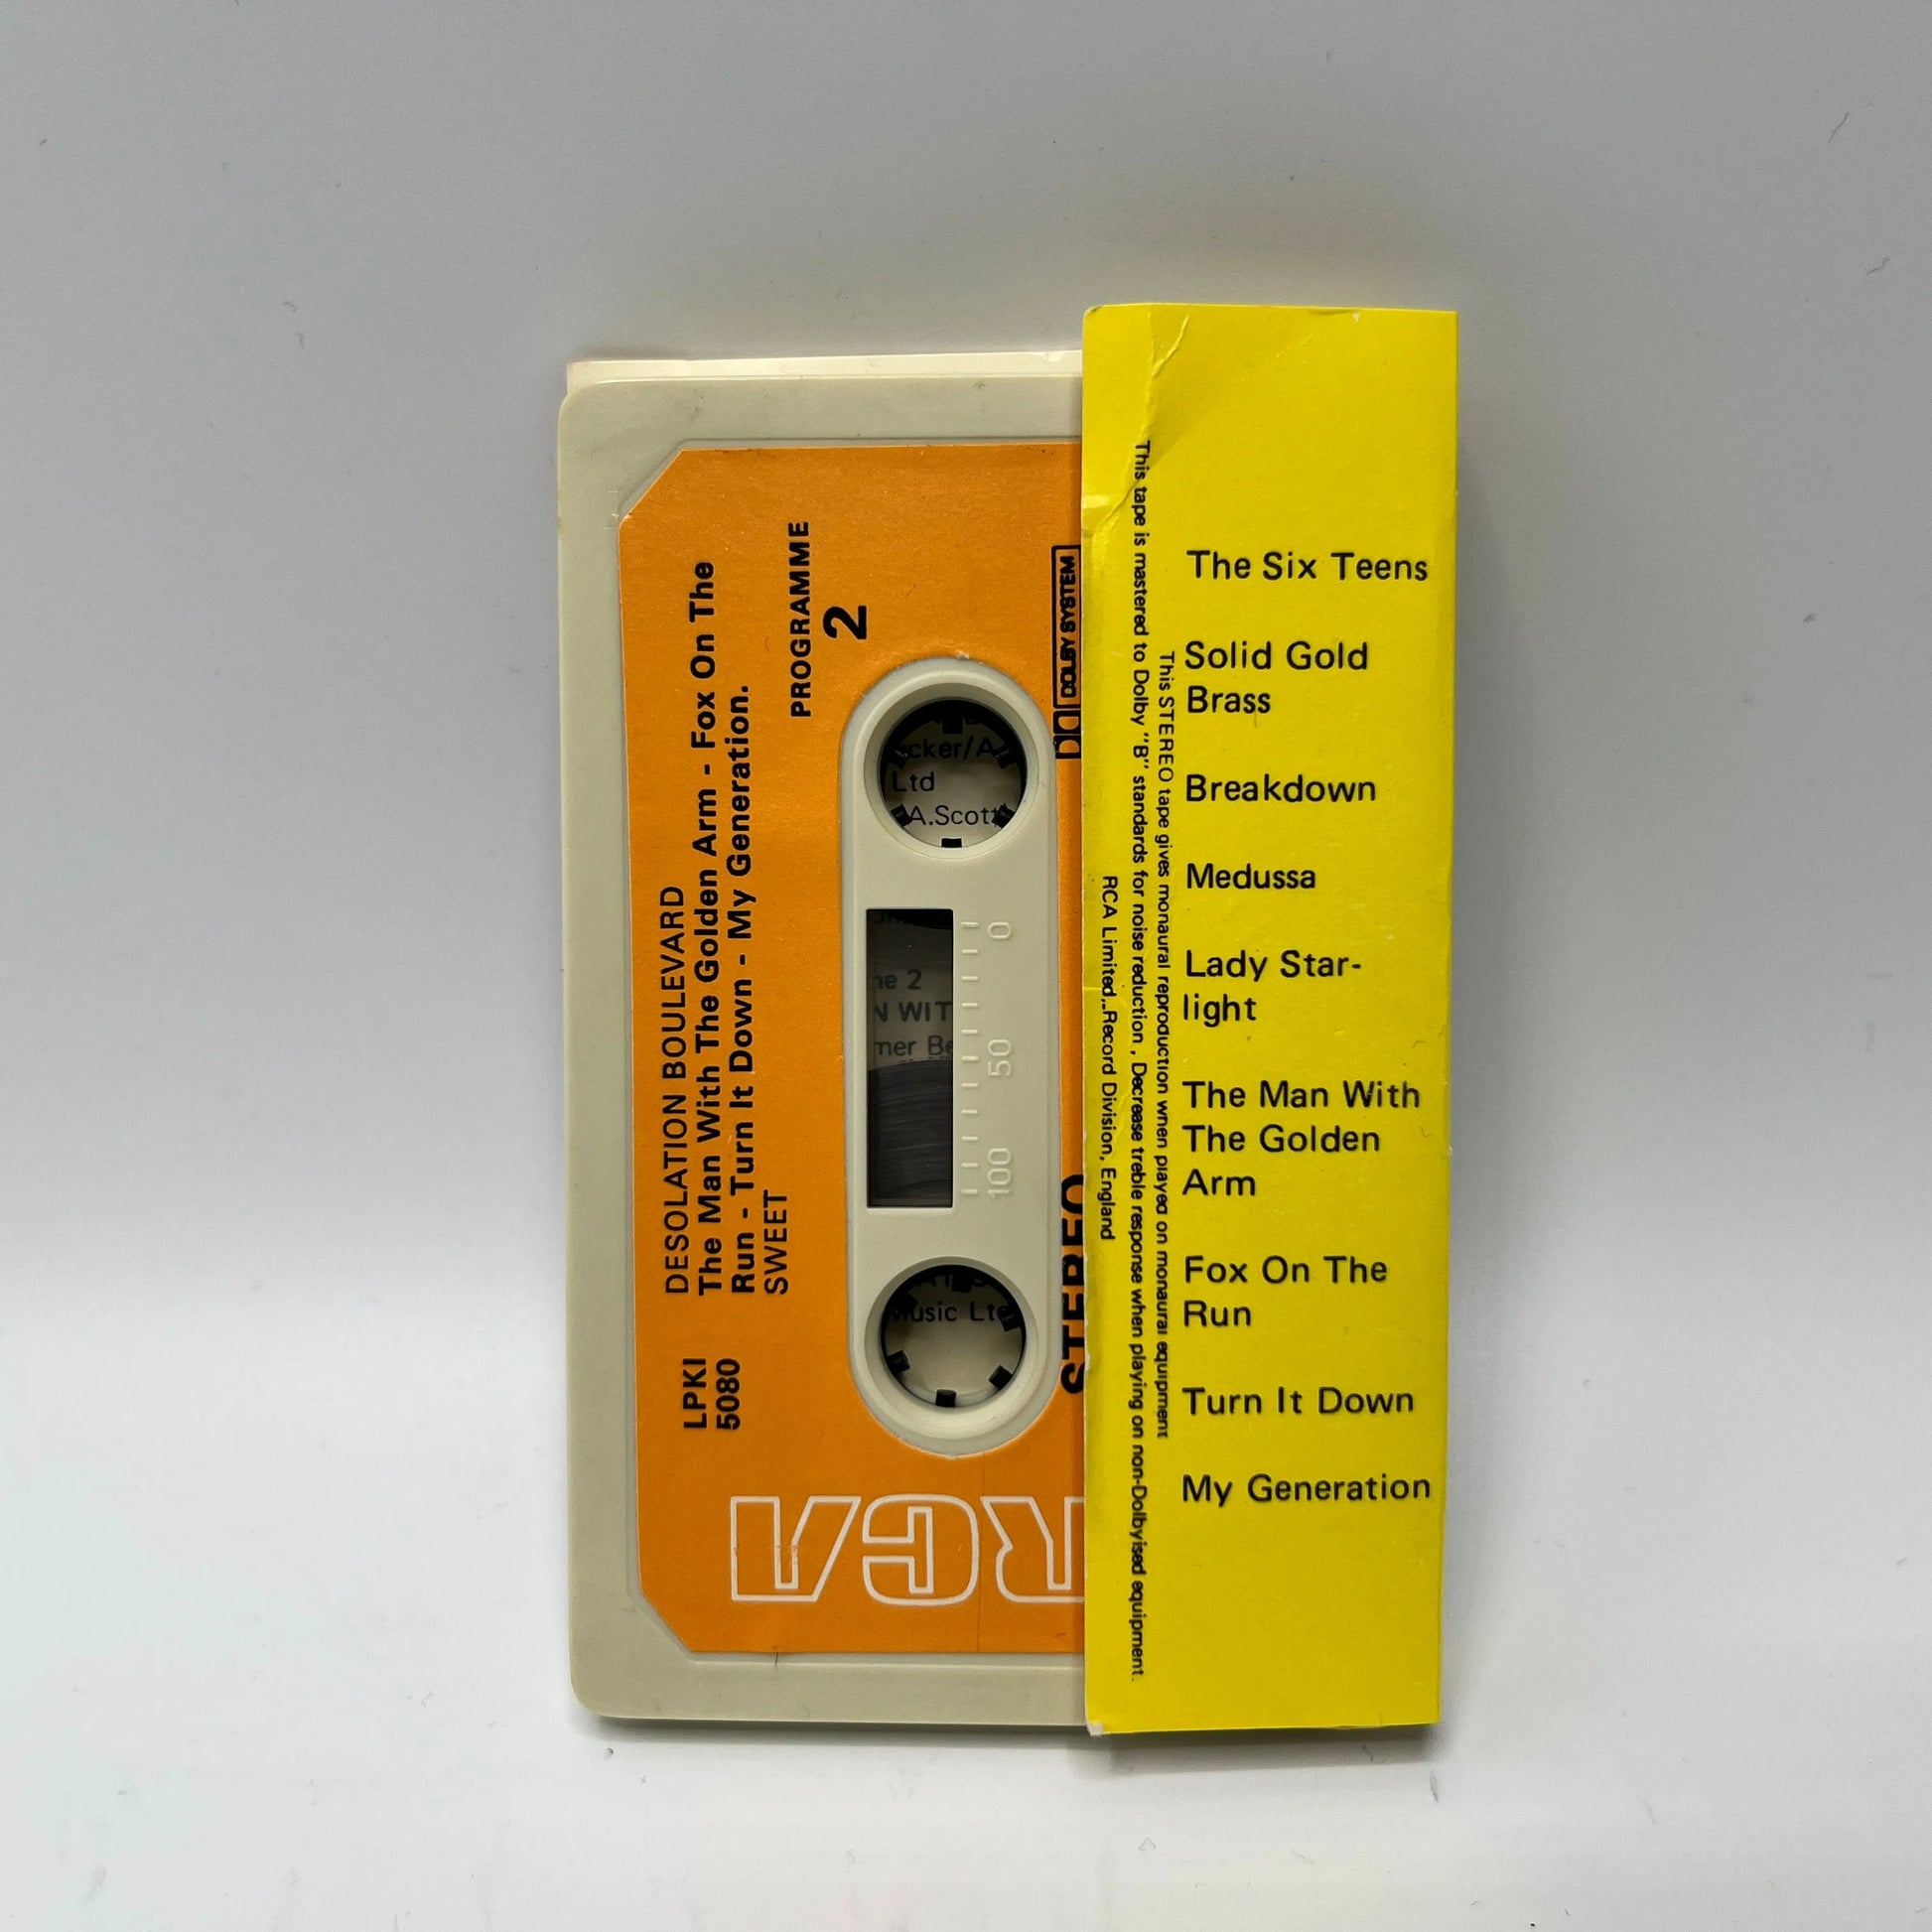 DESOLATION BOULEVARD
The Man With The Golden Arm - Fox On The
Run - Turn It Down - My Generation.
SWEET
LPKI
5080
PROGRAMME
2
DOLBY SYSTEM
STEREO
RCA
A.Scott
Ltd
0
50
100
N WIT
Music
The Six Teens
Solid Gold
Brass
Breakdown
Medussa
Lady Star-
light
The Man With
The Golden
Arm
Fox On The
Run
Turn It Down
My Generation
This STEREO tape gives monaural reproduction when played on monaural equipment
This tape is mastered to Dolby "B" standards for noise reduction , Decrease treble response when playing on non-Dolbyised equipment.
RCA Limited,.Record Division, England